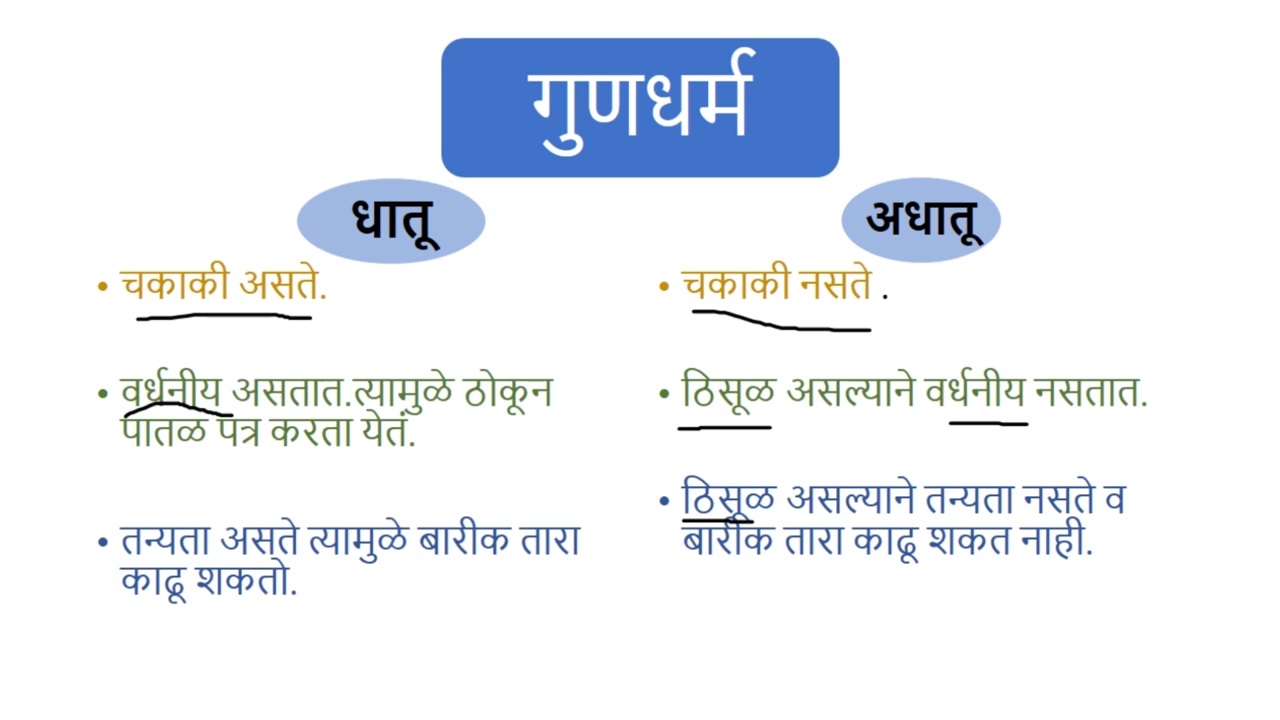 गुणधर्म
धातू
• चकाकी असते.
• वर्धनीय असतात.त्यामुळे ठोकून
पातळ पत्र करता येतं.
• तन्यता असते त्यामुळे बारीक तारा
काढू शकतो.
अधातू
• चकाकी नसते .
• ठिसूळ असल्याने वर्धनीय नसतात.
• ठिसूळ असल्याने तन्यता नसते व
बारीक तारा काढू शकत नाही.